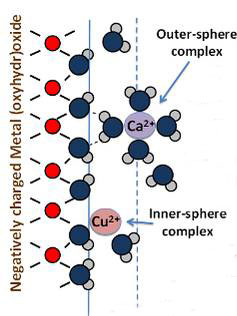 Outer-sphere
complex
Negatively charged Metal (oxyhydr)oxide
Ca2+
Cu2+
Inner-sphere
complex